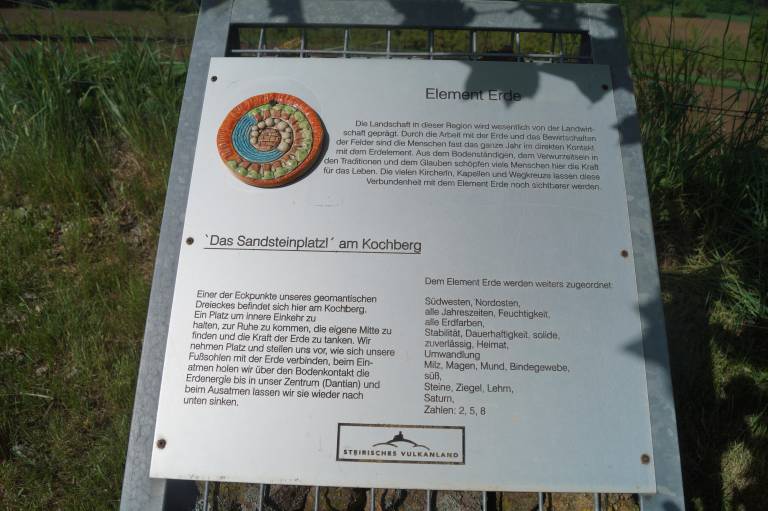 Element Erde
Die Landschaft in dieser Region wird wesentlich von der Landwirt-
schaft geprägt. Durch die Arbeit mit der Erde und das Bewirtschaften
der Felder sind die Menschen fast das ganze Jahr im direkten Kontakt
mit dem Erdelement. Aus dem Bodenständigen, dem Verwurzeltsein in
den Traditionen und dem Glauben schöpfen viele Menschen hier die Kraft
für das Leben. Die vielen Kircherln, Kapellen und Wegkreuze lassen diese
Verbundenheit mit dem Element Erde noch sichtbarer werden.
`Das Sandsteinplatzl´ am Kochberg
Einer der Eckpunkte unseres geomantischen
Dreieckes befindet sich hier am Kochberg.
Ein Platz um innere Einkehr zu
halten, zur Ruhe zu kommen, die eigene Mitte zu
finden und die Kraft der Erde zu tanken. Wir
nehmen Platz und stellen uns vor, wie sich unsere
Fußsohlen mit der Erde verbinden, beim Ein-
atmen holen wir über den Bodenkontakt die
Erdenergie bis in unser Zentrum (Dantian) und
beim Ausatmen lassen wir sie wieder nach
unten sinken.
Dem Element Erde werden weiters zugeordnet:
Südwesten, Nordosten,
alle Jahreszeiten, Feuchtigkeit,
alle Erdfarben,
Stabilität, Dauerhaftigkeit, solide,
zuverlässig, Heimat,
Umwandlung
Milz, Magen, Mund, Bindegewebe,
süß,
Steine, Ziegel, Lehm,
Saturn,
Zahlen: 2, 5, 8
STEIRISCHES VULKANLAND